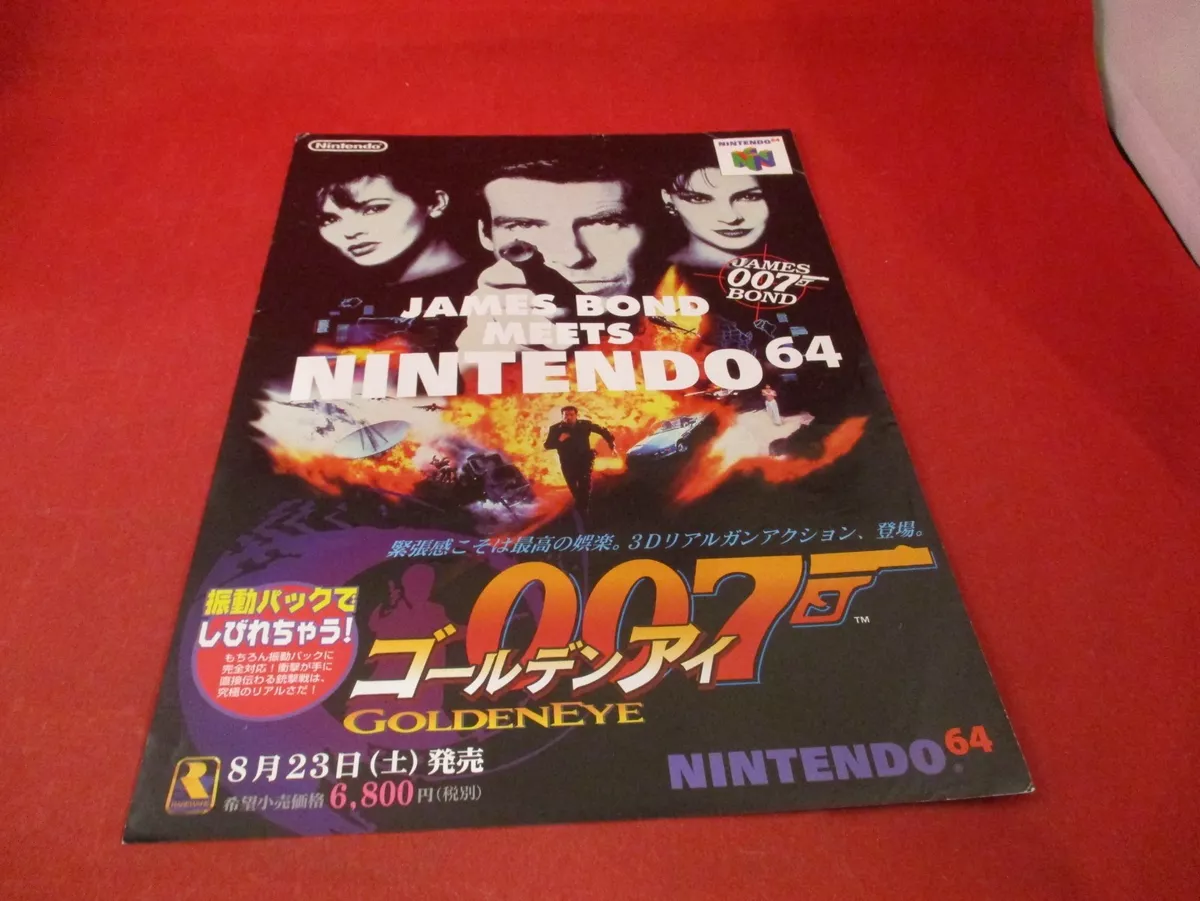 Nintendo
NINTENDO64
JAMES
007
BOND
JAMES BOND
MEETS
NINTENDO64
緊張感こそは最高の娯楽。3Dリアルガンアクション、登場。
007
TM
ゴールデンアイ
GOLDENEYE
振動パックで
しびれちゃう!
もちろん振動パックに
完全対応!衝撃が手に
直接伝わる銃撃戦は、
究極のリアルさだ!
R
RAREWARE
8月23日(土)発売
希望小売価格6,800円(税別)
NINTENDO64